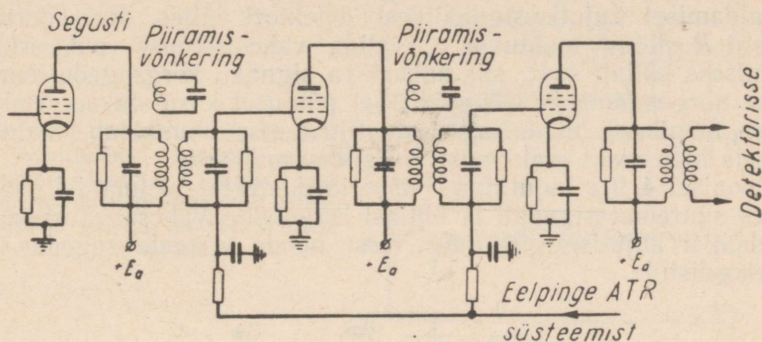 Segusti
Piiramis-
võnkering
Piiramis-
võnkering
Detektorisse
+Ea
+Ea
+Ea
Eelpinge ATR
süsteemist